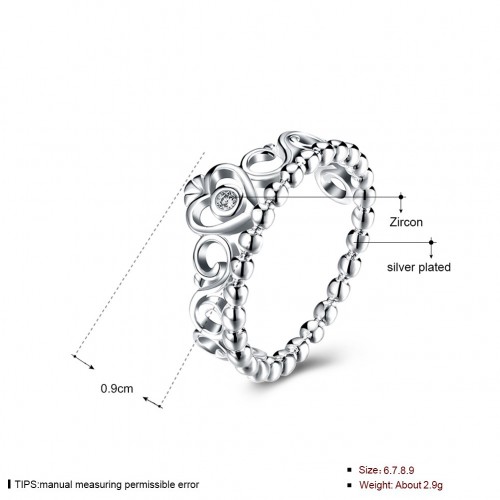 Zircon
silver plated
0.9cm
TIPS:manual measuring permissible error
Size: 6.7.8.9
Weight: About 2.9g